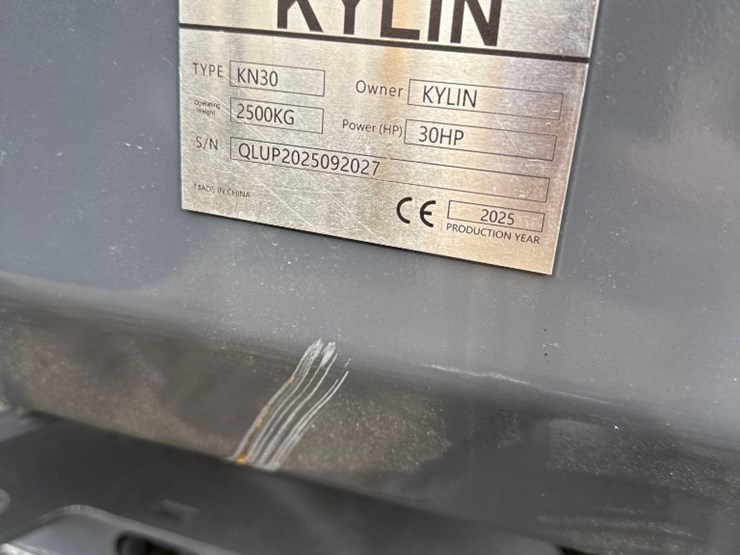 KYLIN
TYPE KN30
Owner KYLIN
Operating Weight 2500KG
Power (HP) 30HP
S/N QLUP2025092027
MADE IN CHINA
CE 2025
PRODUCTION YEAR